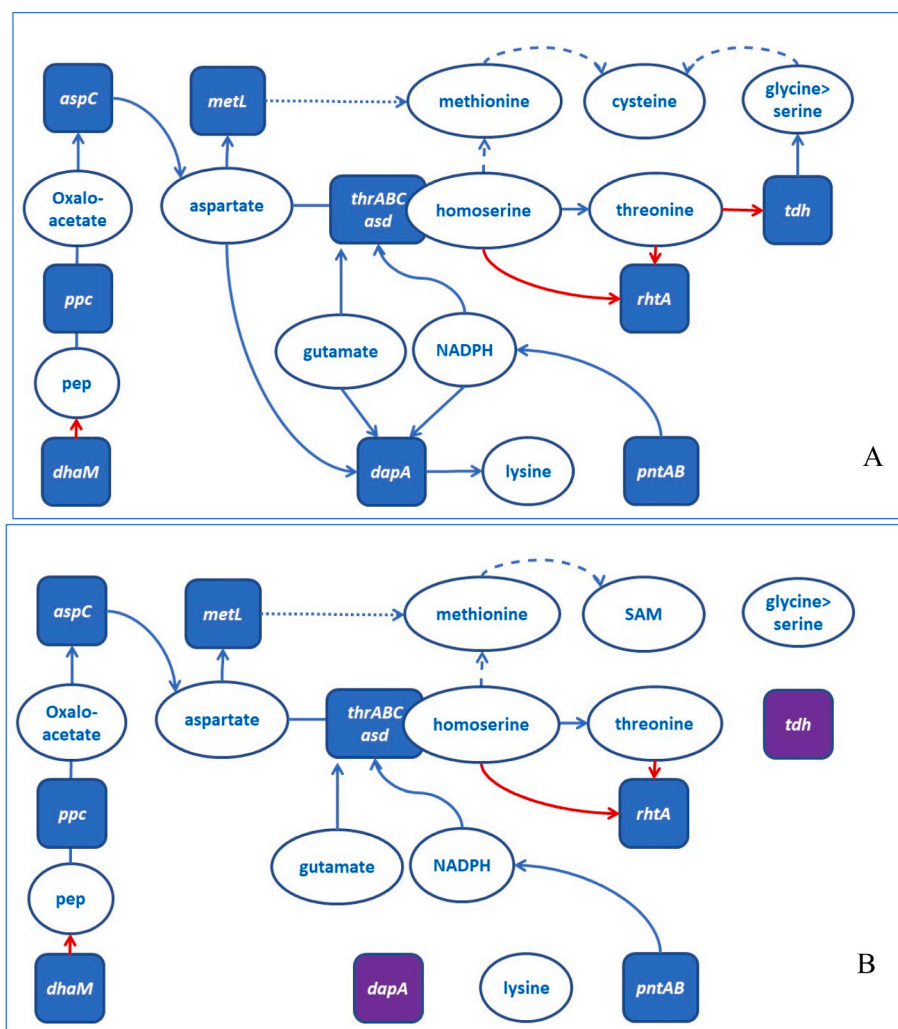 aspC
metL
methionine
cysteine
glycine>
serine
Oxalo-
acetate
aspartate
thrABC
asd
homoserine
threonine
tdh
ppc
rhtA
gutamate
NADPH
pep
dhaM
dapA
lysine
pntAB
A
aspC
metL
methionine
SAM
glycine>
serine
Oxalo-
acetate
aspartate
thrABC
asd
homoserine
threonine
tdh
ppc
rhtA
gutamate
NADPH
pep
dhaM
dapA
lysine
pntAB
B